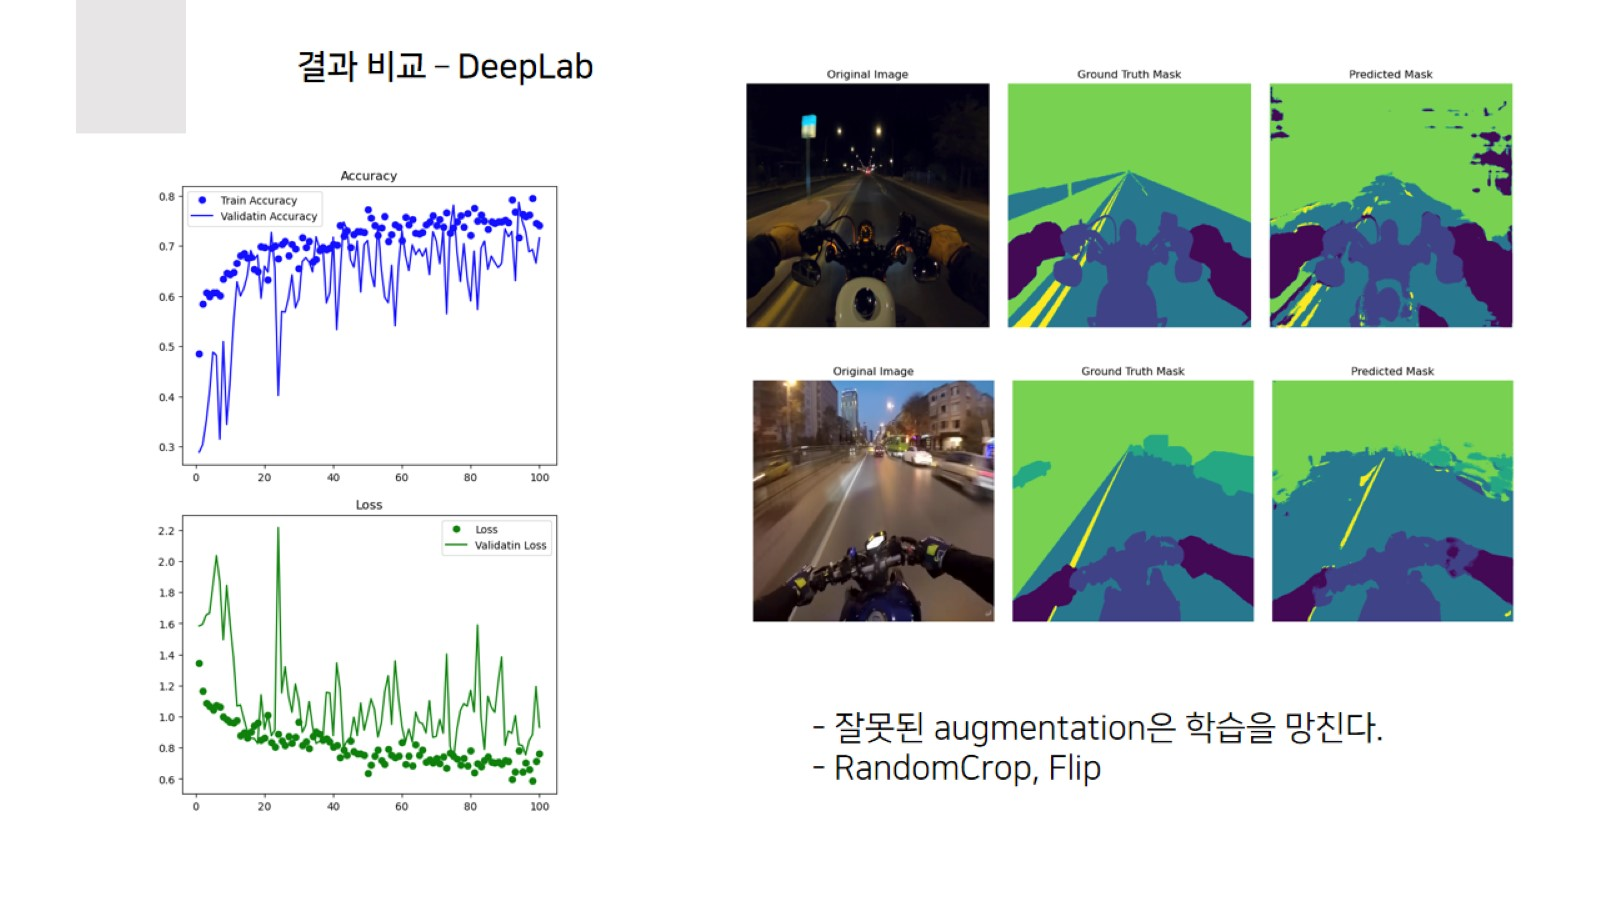 결과 비교 – DeepLab
Accuracy
Train Accuracy
Validatin Accuracy
0.8
0.7
0.6
0.5
0.4
0.3
0 20 40 60 80 100
Loss
Loss
Validatin Loss
2.2
2.0
1.8
1.6
1.4
1.2
1.0
0.8
0.6
0 20 40 60 80 100
Original Image Ground Truth Mask Predicted Mask
Original Image Ground Truth Mask Predicted Mask
- 잘못된 augmentation은 학습을 망친다.
- RandomCrop, Flip